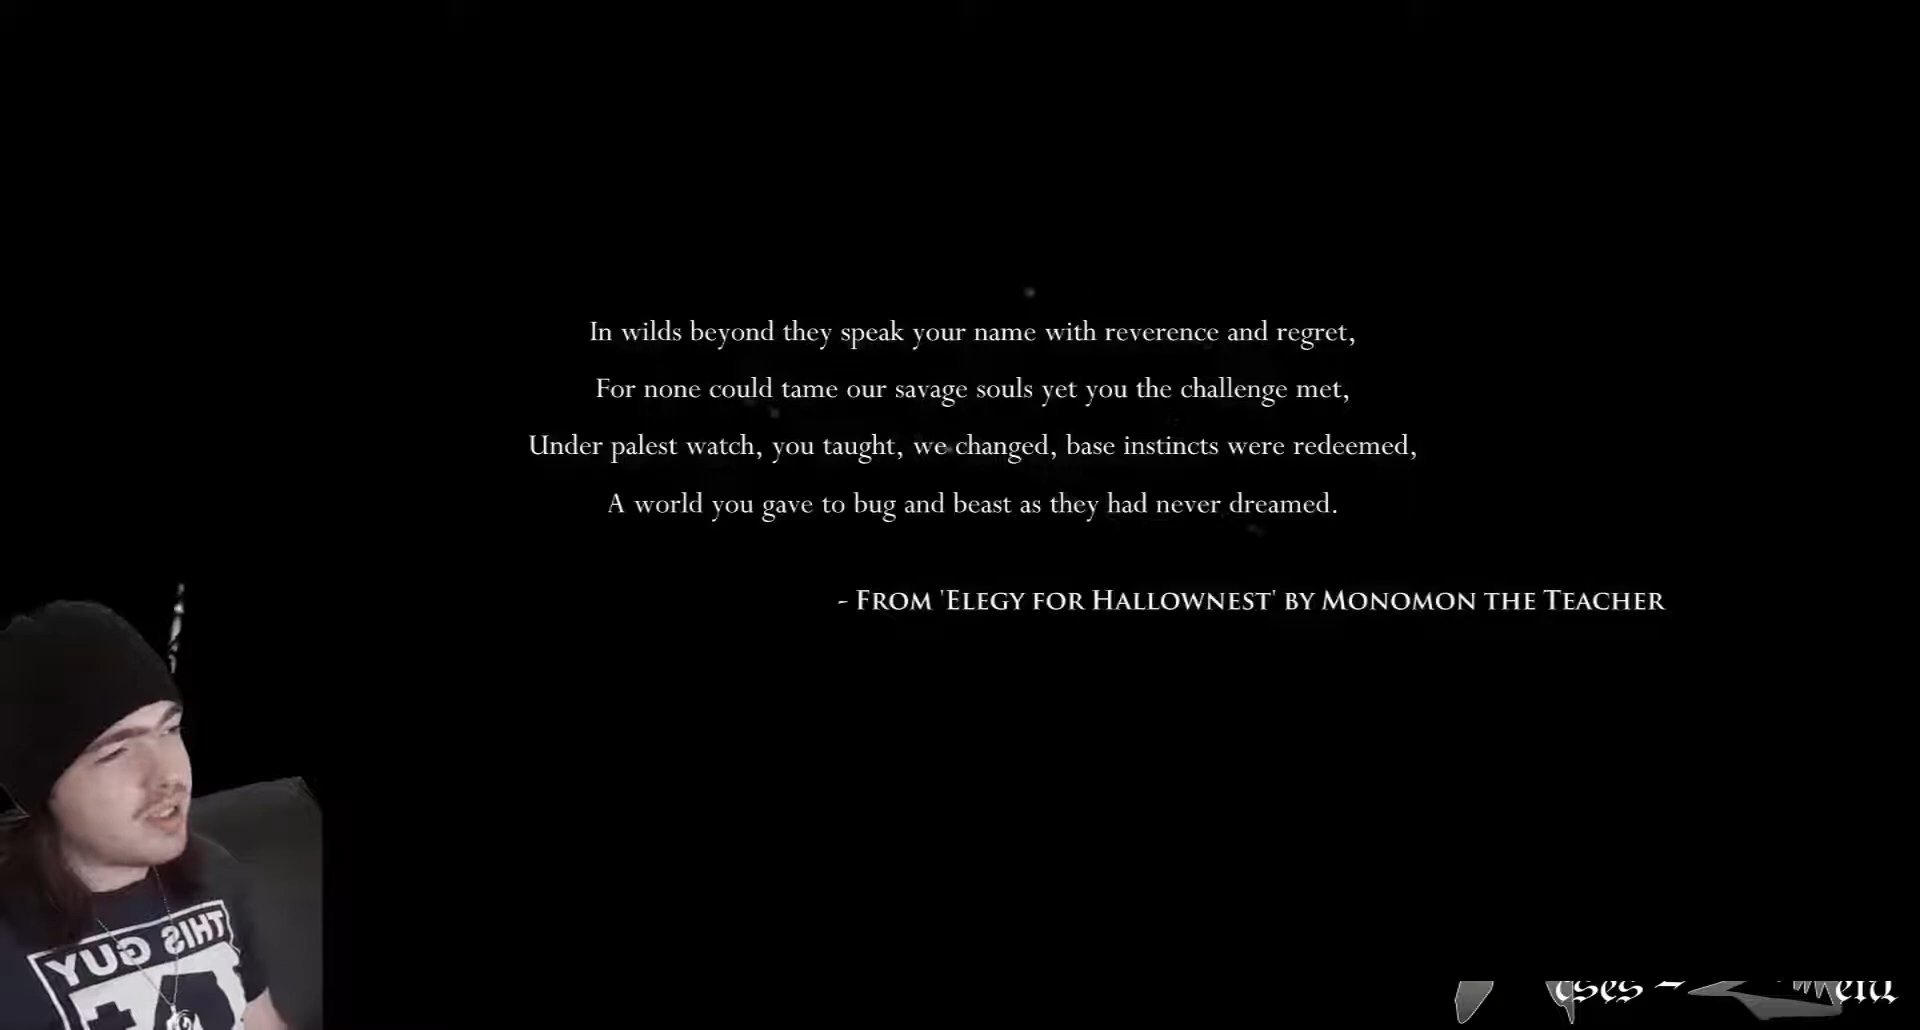 In wilds beyond they speak your name with reverence and regret,
For none could tame our savage souls yet you the challenge met,
Under palest watch, you taught, we changed, base instincts were redeemed,
A world you gave to bug and beast as they had never dreamed.
- From 'Elegy for Hallownest' by Monomon the Teacher
THIS GUY